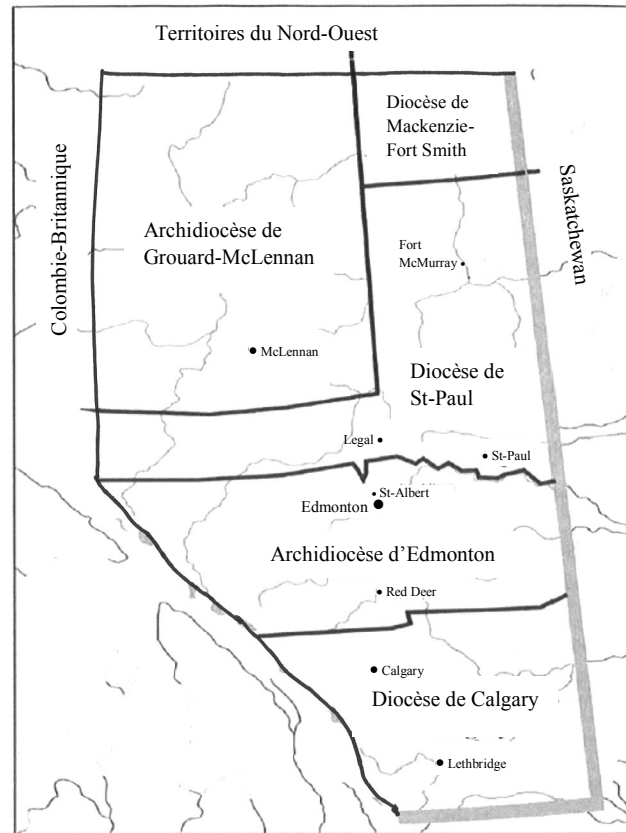 Territoires du Nord-Ouest
Diocèse de
Mackenzie-
Fort Smith
Colombie-Britannique
Saskatchewan
Archidiocèse de
Grouard-McLennan
Fort
McMurray
McLennan
Diocèse de
St-Paul
Legal
St-Paul
St-Albert
Edmonton
Archidiocèse d’Edmonton
Red Deer
Calgary
Diocèse de Calgary
Lethbridge